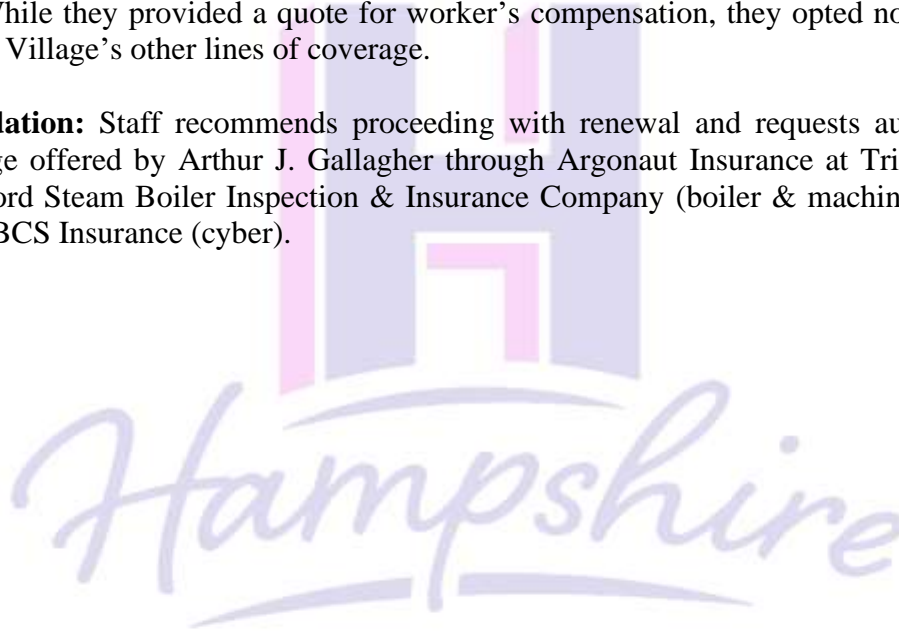 While they provided a quote for worker's compensation, they opted no
Village's other lines of coverage.
dation: Staff recommends proceeding with renewal and requests au
ge offered by Arthur J. Gallagher through Argonaut Insurance at Tri
ord Steam Boiler Inspection & Insurance Company (boiler & machin
BCS Insurance (cyber).
Hampshire